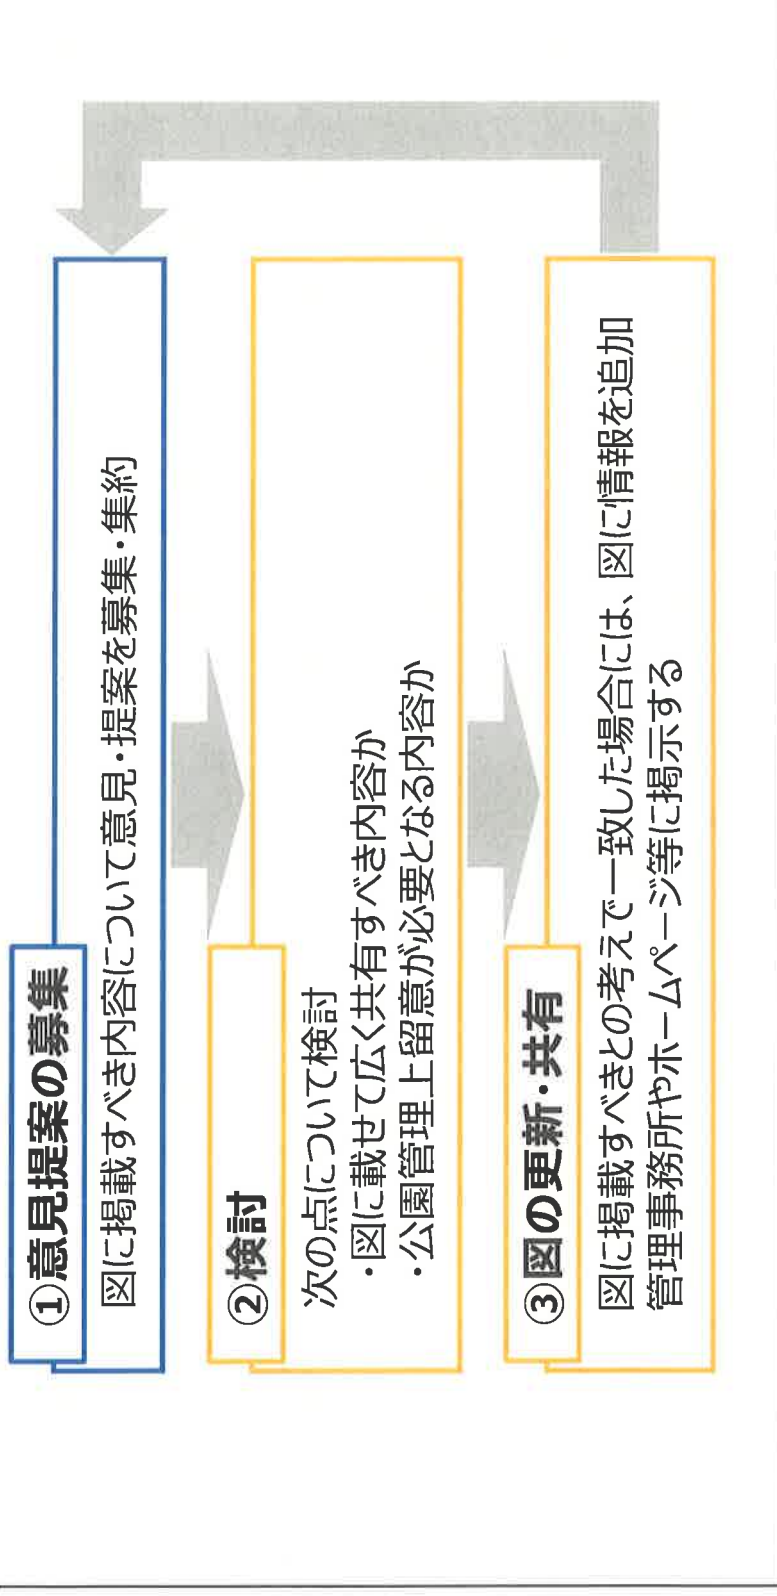 ①意見提案の募集
図に掲載すべき内容について意見・提案を募集・集約
②検討
次の点について検討
・図に載せて広く共有すべき内容か
・公園管理上留意が必要となる内容か
③図の更新・共有
図に掲載すべきとの考えで一致した場合には、図に情報を追加
管理事務所やホームページ等に掲示する